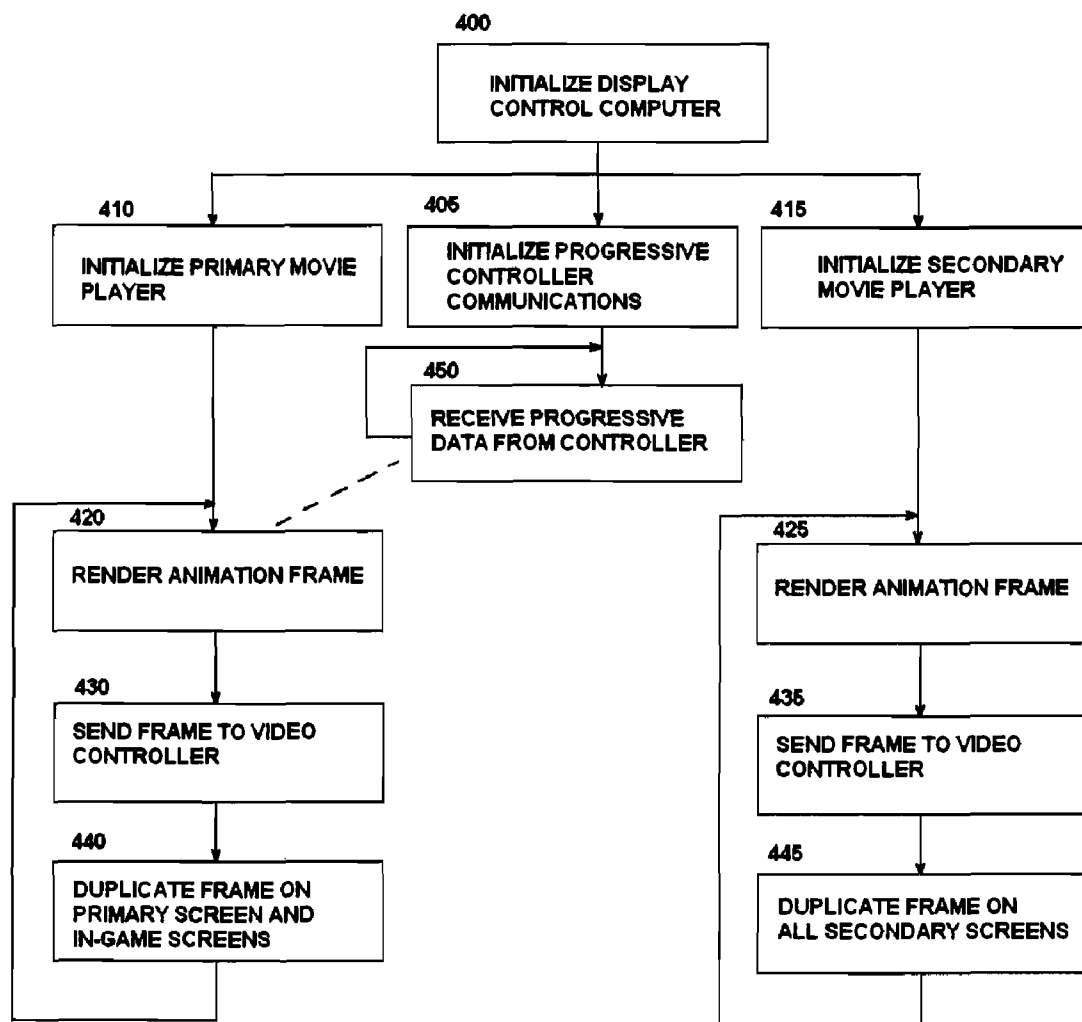 400
INITIALIZE DISPLAY
CONTROL COMPUTER
410
INITIALIZE PRIMARY MOVIE
PLAYER
405
INITIALIZE PROGRESSIVE
CONTROLLER
COMMUNICATIONS
415
INITIALIZE SECONDARY
MOVIE PLAYER
450
RECEIVE PROGRESSIVE
DATA FROM CONTROLLER
420
RENDER ANIMATION FRAME
425
RENDER ANIMATION FRAME
430
SEND FRAME TO VIDEO
CONTROLLER
435
SEND FRAME TO VIDEO
CONTROLLER
440
DUPLICATE FRAME ON
PRIMARY SCREEN AND
IN-GAME SCREENS
445
DUPLICATE FRAME ON
ALL SECONDARY SCREENS